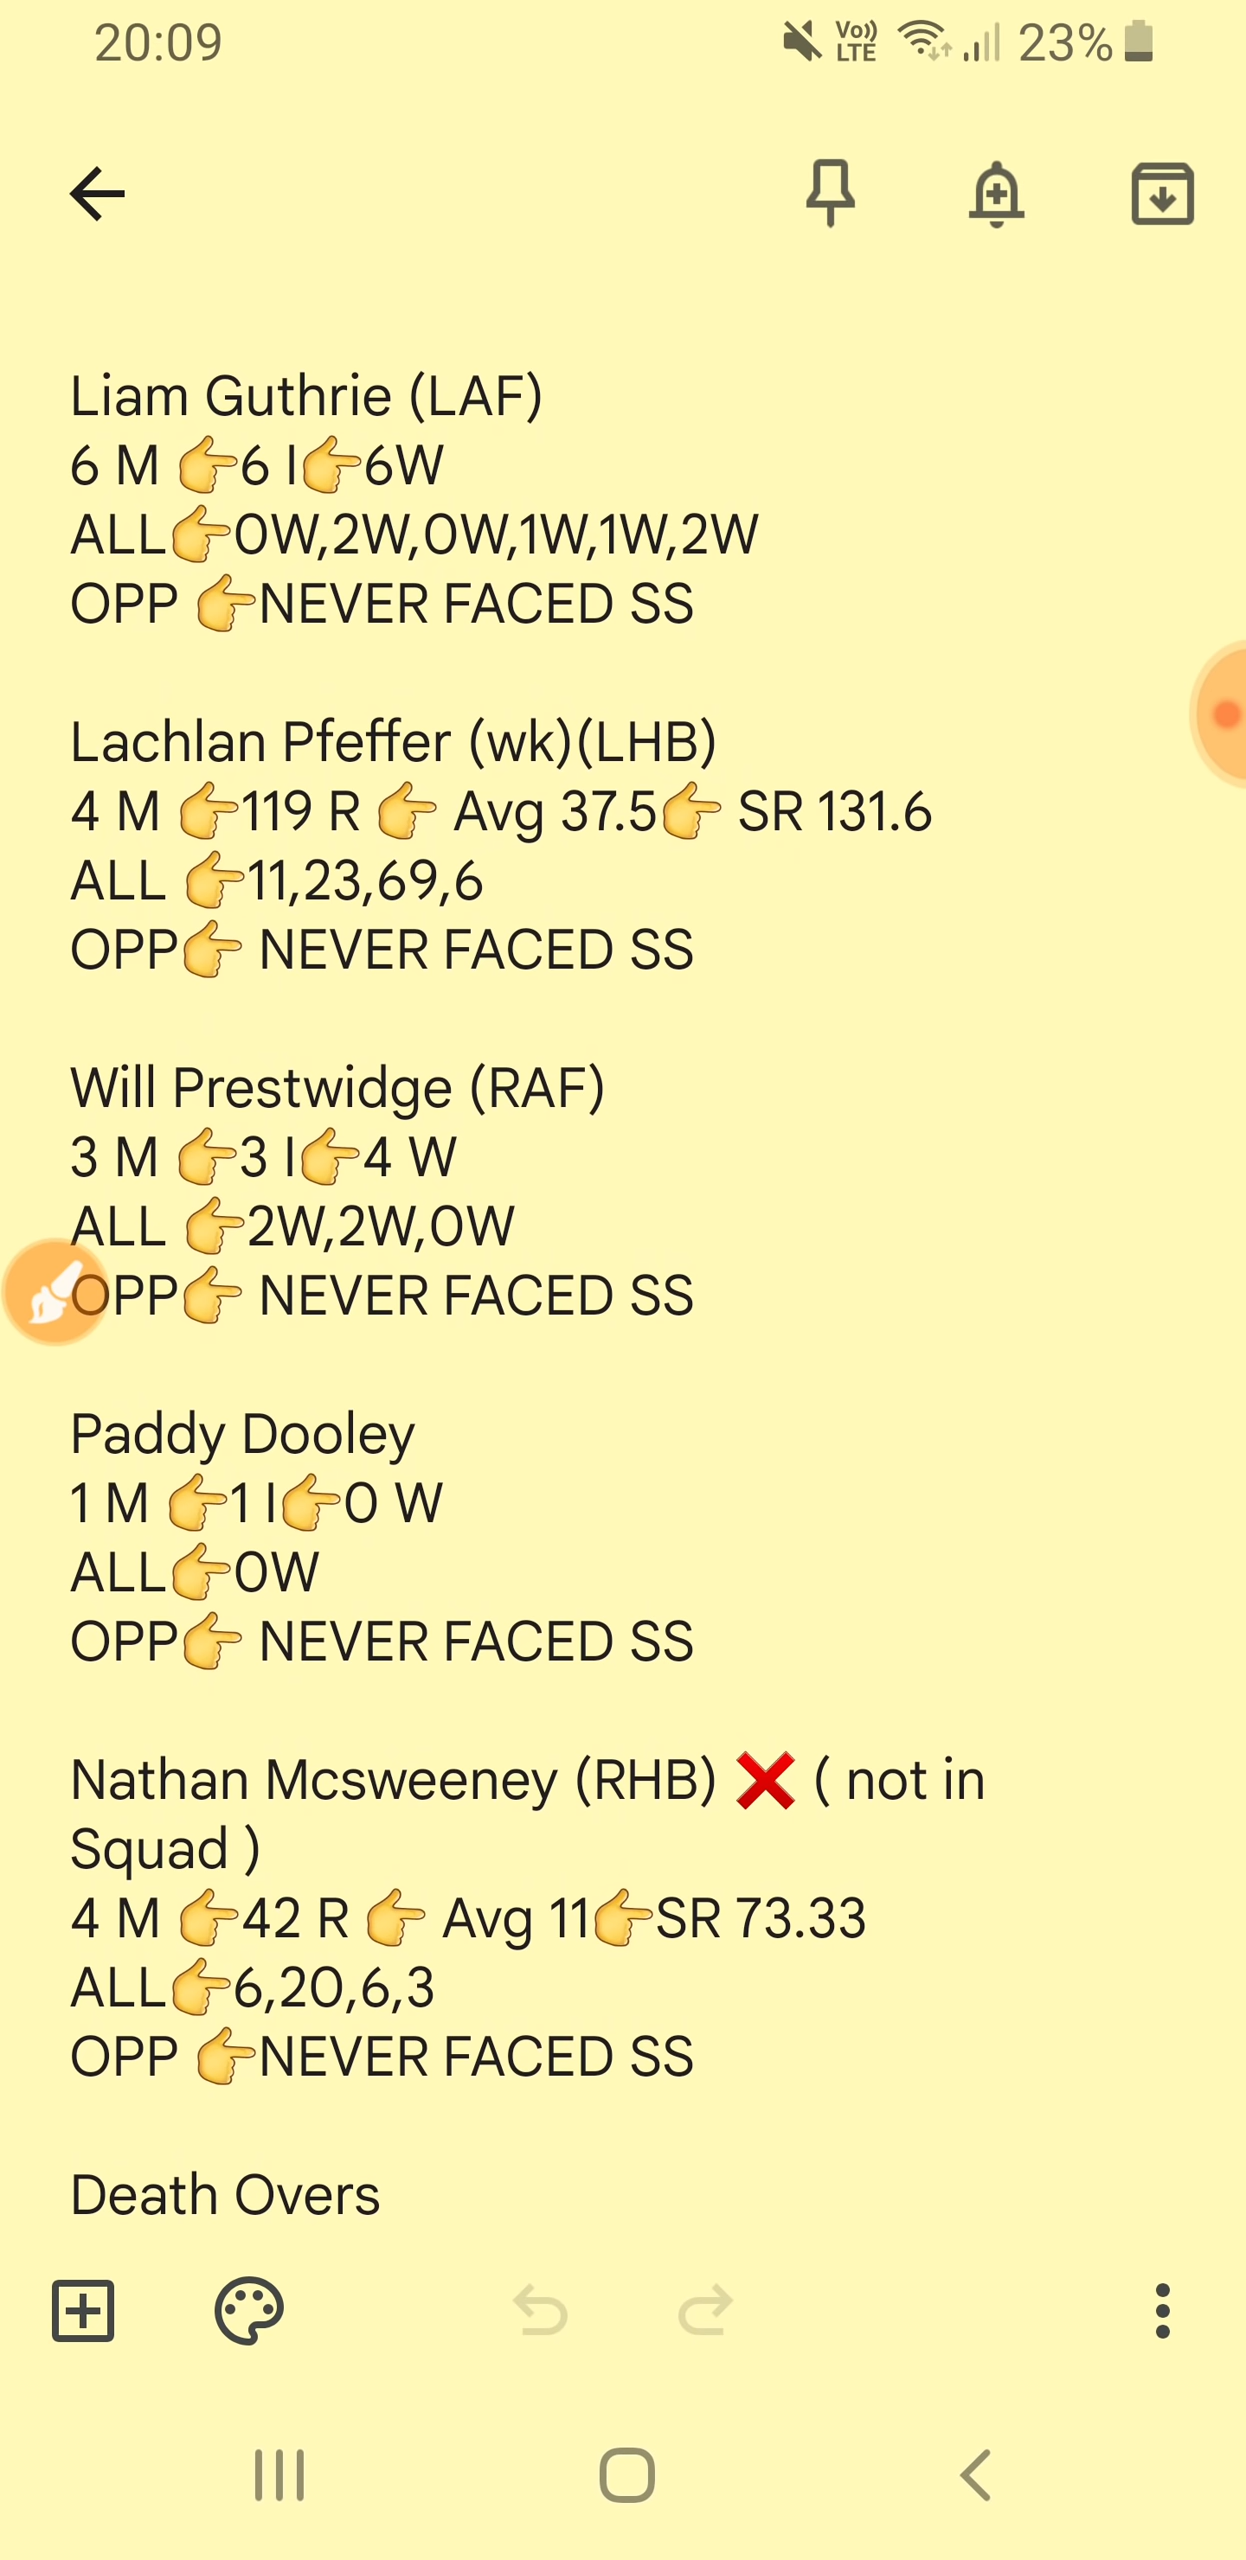 20:09 Vo)) LTE 23%
Liam Guthrie (LAF)
6 M 👉6 I👉6W
ALL👉0W,2W,0W,1W,1W,2W
OPP 👉NEVER FACED SS
Lachlan Pfeffer (wk)(LHB)
4 M 👉119 R 👉 Avg 37.5👉 SR 131.6
ALL 👉11,23,69,6
OPP👉 NEVER FACED SS
Will Prestwidge (RAF)
3 M 👉3 I👉4 W
ALL 👉2W,2W,0W
OPP👉 NEVER FACED SS
Paddy Dooley
1 M 👉1 I👉0 W
ALL👉0W
OPP👉 NEVER FACED SS
Nathan Mcsweeney (RHB) ❌ ( not in
Squad )
4 M 👉42 R 👉 Avg 11👉SR 73.33
ALL👉6,20,6,3
OPP 👉NEVER FACED SS
Death Overs